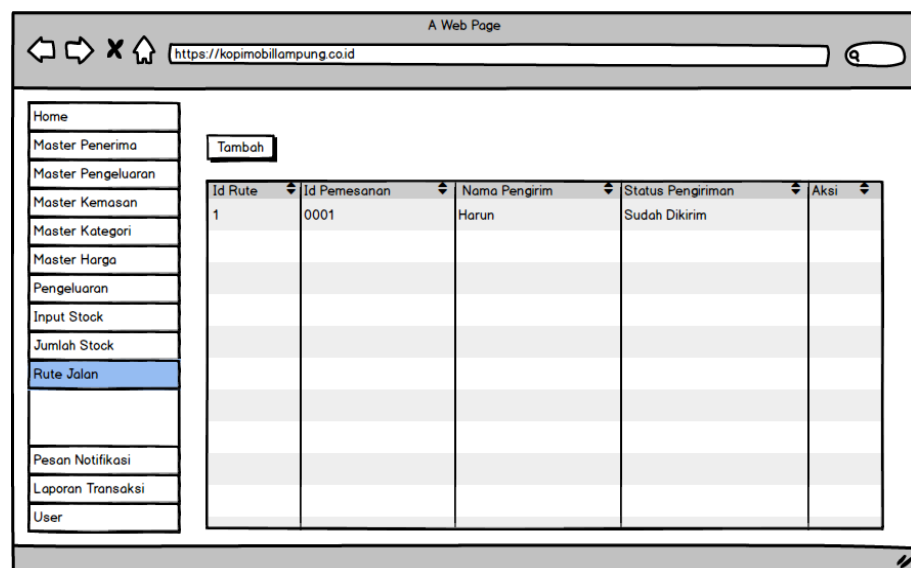 A Web Page
https://kopimobillampung.co.id
Home
Master Penerima
Master Pengeluaran
Master Kemasan
Master Kategori
Master Harga
Pengeluaran
Input Stock
Jumlah Stock
Rute Jalan
Pesan Notifikasi
Laporan Transaksi
User
Tambah
Id Rute Id Pemesanan Nama Pengirim Status Pengiriman Aksi
1 0001 Harun Sudah Dikirim